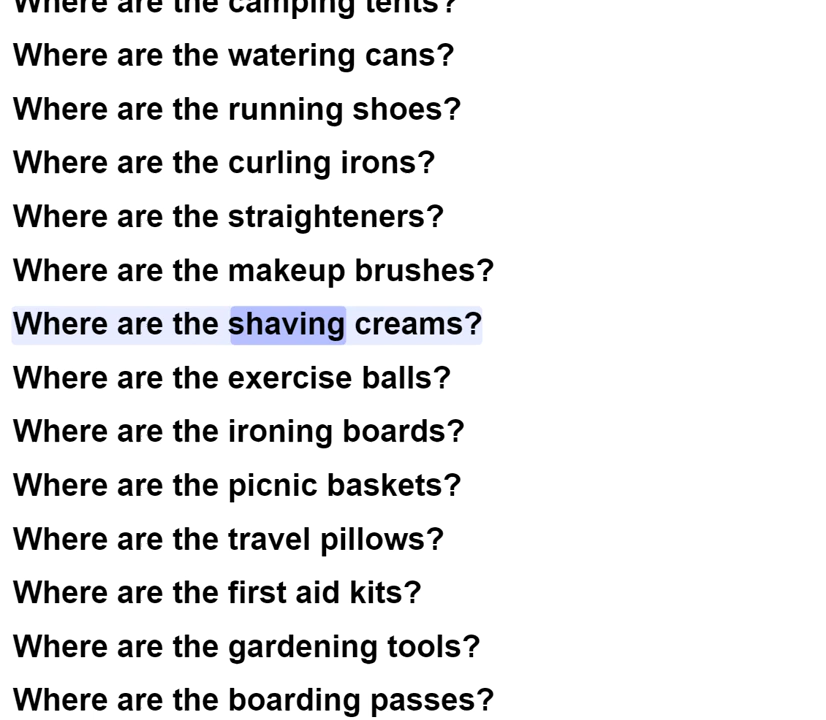 Where are the camping tents?
Where are the watering cans?
Where are the running shoes?
Where are the curling irons?
Where are the straighteners?
Where are the makeup brushes?
Where are the shaving creams?
Where are the exercise balls?
Where are the ironing boards?
Where are the picnic baskets?
Where are the travel pillows?
Where are the first aid kits?
Where are the gardening tools?
Where are the boarding passes?